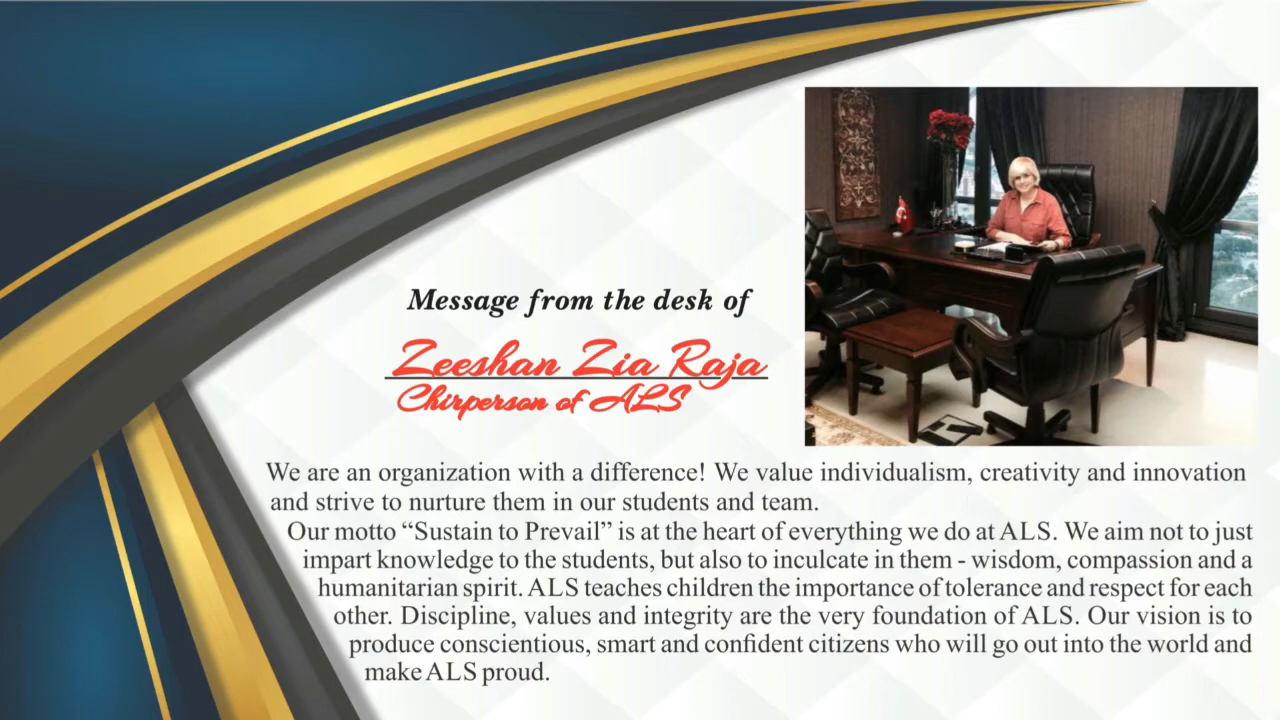 Message from the desk of
Zeeshan Zia Raja
Chirperson of ALS
We are an organization with a difference! We value individualism, creativity and innovation
and strive to nurture them in our students and team.
Our motto “Sustain to Prevail” is at the heart of everything we do at ALS. We aim not to just
impart knowledge to the students, but also to inculcate in them - wisdom, compassion and a
humanitarian spirit. ALS teaches children the importance of tolerance and respect for each
other. Discipline, values and integrity are the very foundation of ALS. Our vision is to
produce conscientious, smart and confident citizens who will go out into the world and
make ALS proud.